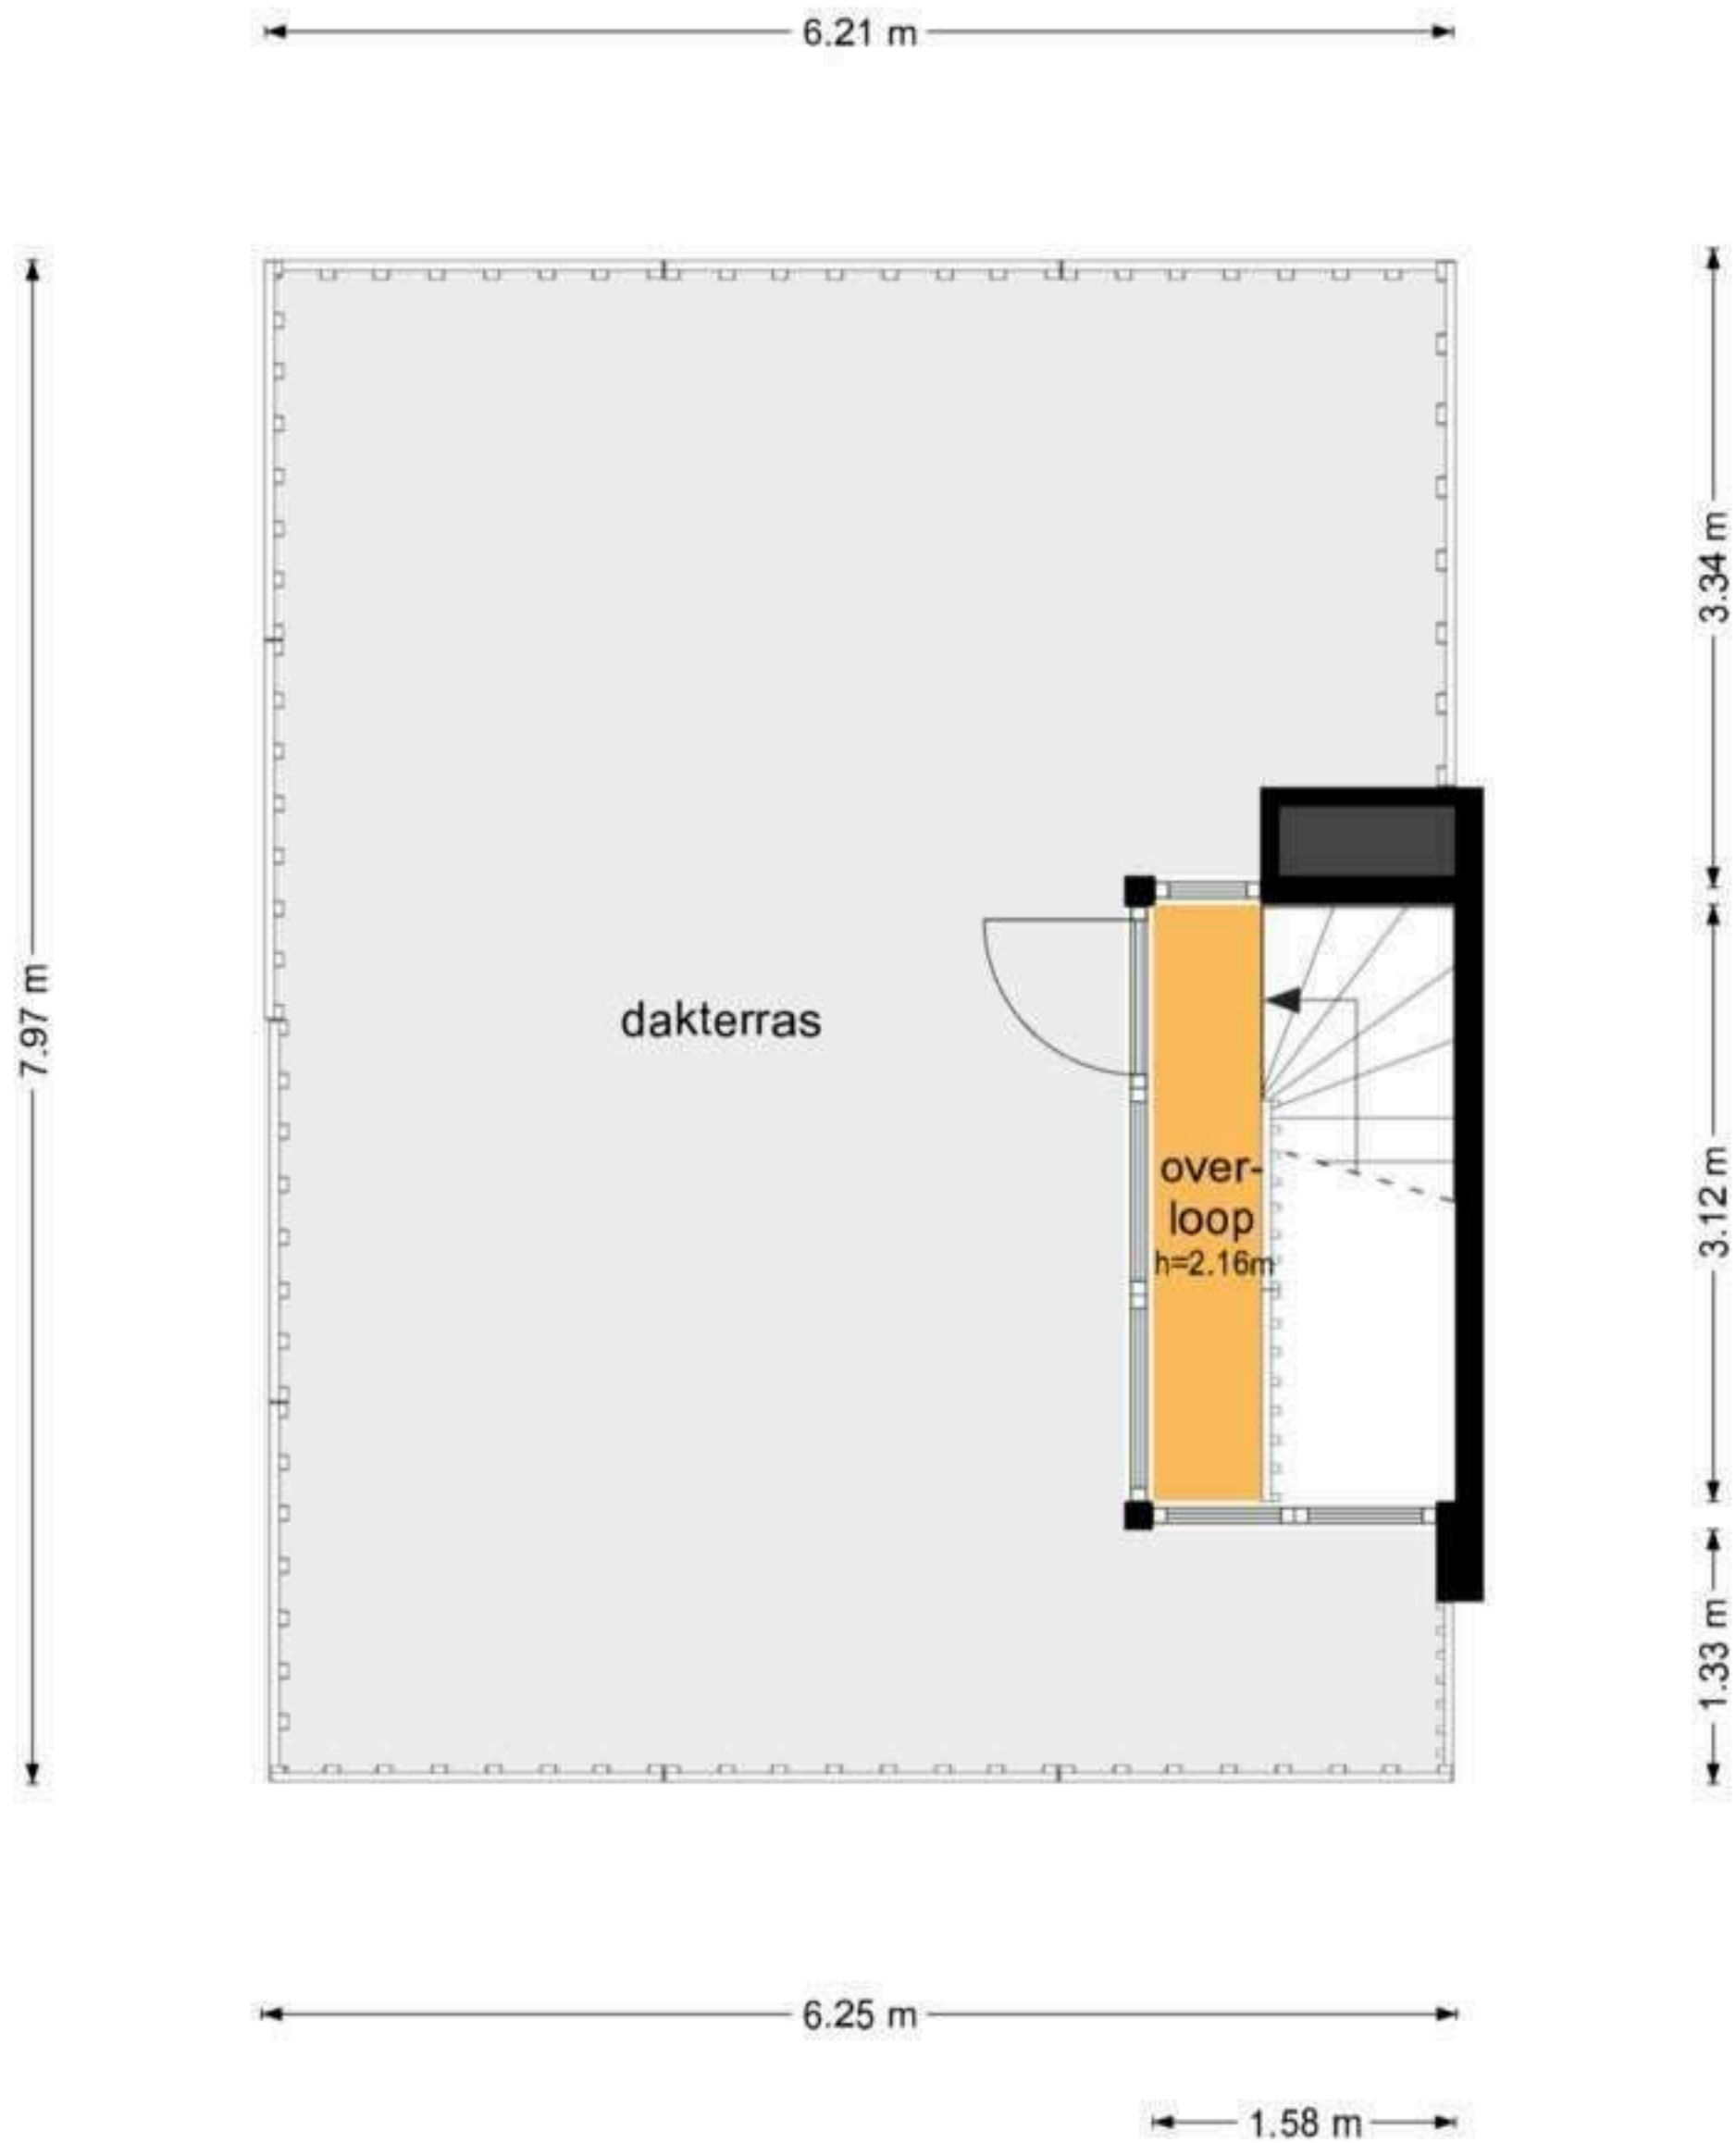 6.21 m
3.34 m
7.97 m
dakterras
over-
loop
h=2.16m
3.12 m
1.33 m
6.25 m
1.58 m